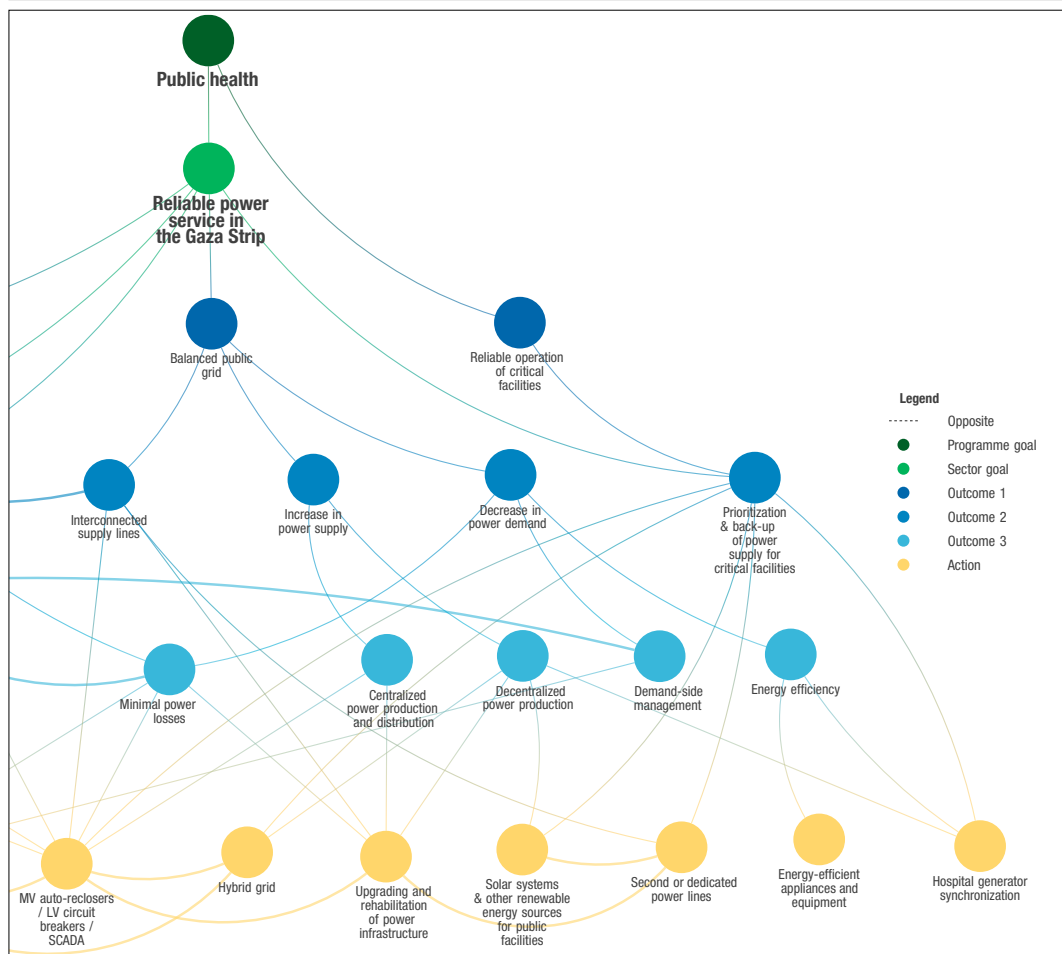 Public health
Reliable power
service in
the Gaza Strip
Balanced public
grid
Reliable operation
of critical
facilities
Legend
Opposite
Programme goal
Sector goal
Outcome 1
Outcome 2
Outcome 3
Action
Interconnected
supply lines
Increase in
power supply
Decrease in
power demand
Prioritization
& back-up
of power
supply for
critical facilities
Minimal power
losses
Centralized
power production
and distribution
Decentralized
power production
Demand-side
management
Energy efficiency
MV auto-reclosers
/ LV circuit
breakers /
SCADA
Hybrid grid
Upgrading and
rehabilitation
of power
infrastructure
Solar systems
& other renewable
energy sources
for public
facilities
Second or dedicated
power lines
Energy-efficient
appliances and
equipment
Hospital generator
synchronization